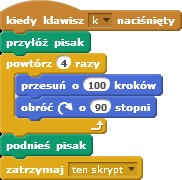 kiedy klawisz k naciśnięty
przyłóż pisak
powtórz 4 razy
przesuń o 100 kroków
obróć o 90 stopni
podnieś pisak
zatrzymaj ten skrypt